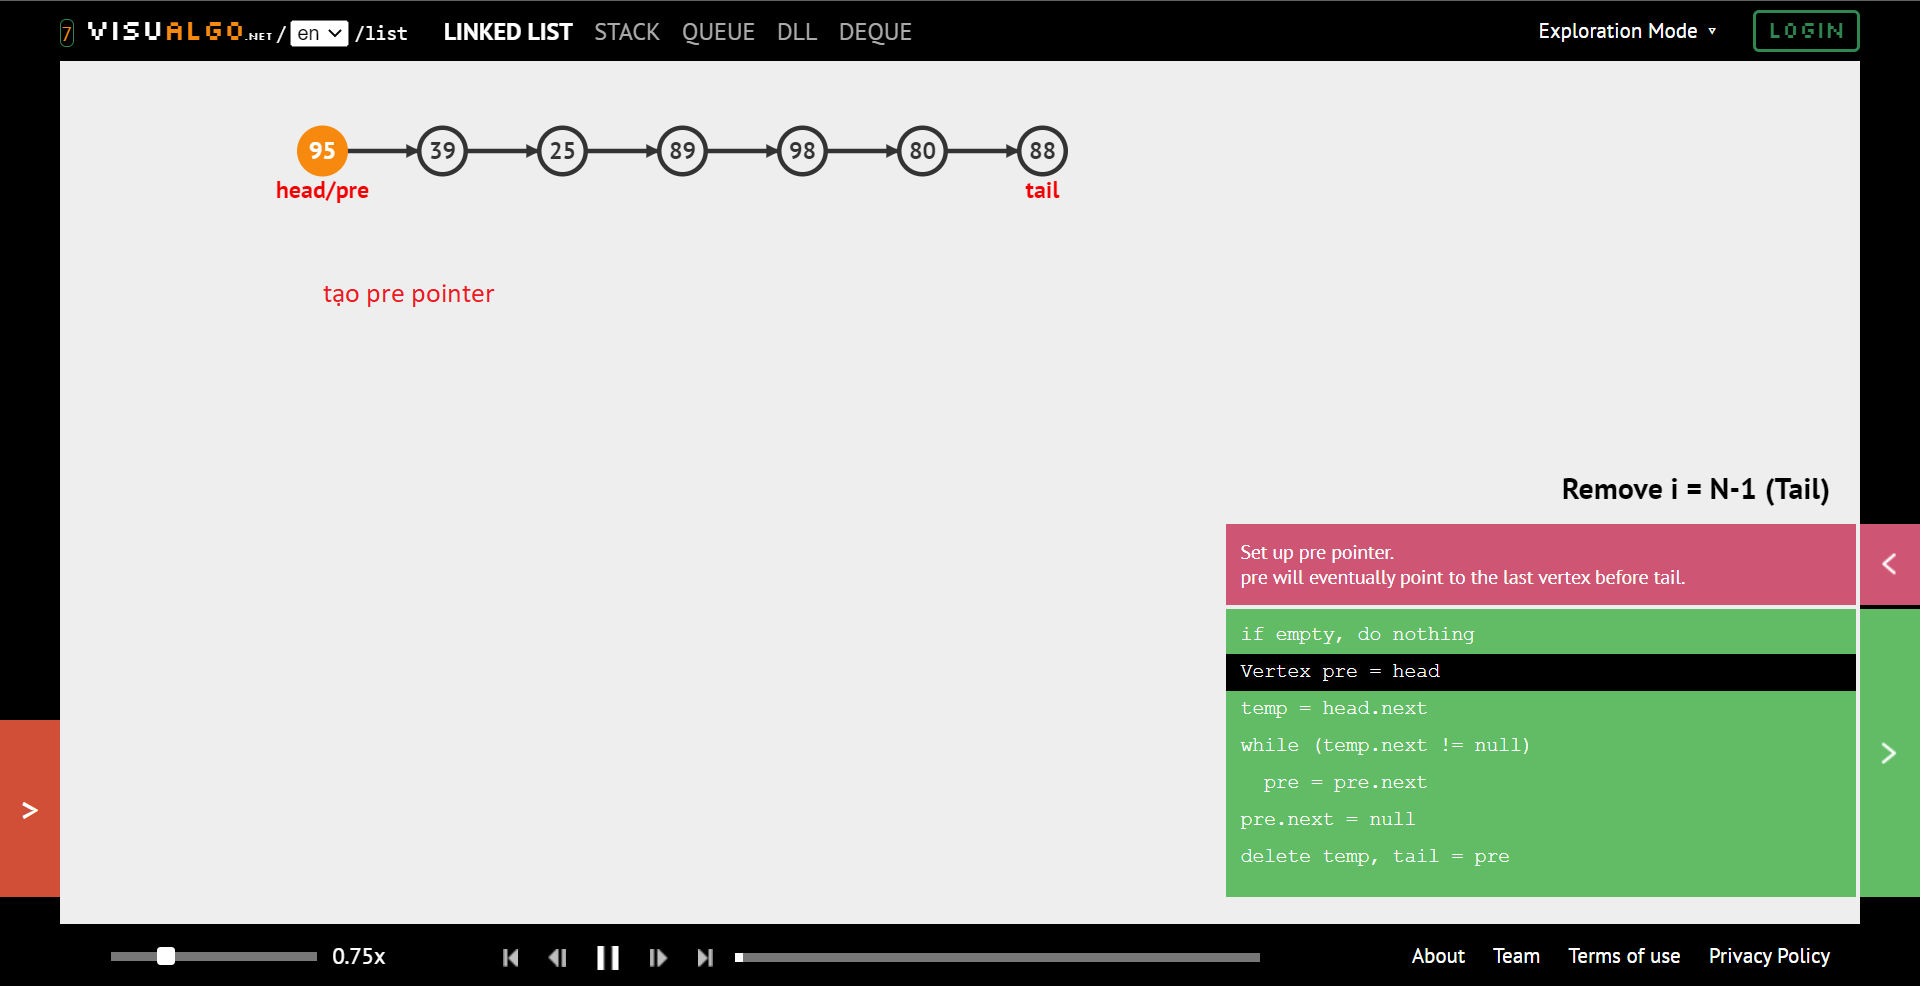 7 VISUALGO.NET / en /list LINKED LIST STACK QUEUE DLL DEQUE Exploration Mode ▾ LOGIN
95 39 25 89 98 80 88
head/pre tail
tạo pre pointer
Remove i = N-1 (Tail)
Set up pre pointer.
pre will eventually point to the last vertex before tail.
if empty, do nothing
Vertex pre = head
temp = head.next
while (temp.next != null)
  pre = pre.next
pre.next = null
delete temp, tail = pre
0.75x About Team Terms of use Privacy Policy